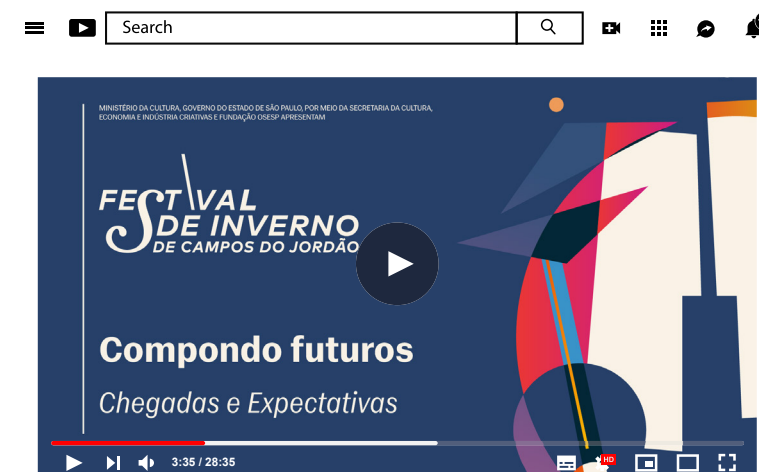 Search
MINISTÉRIO DA CULTURA, GOVERNO DO ESTADO DE SÃO PAULO, POR MEIO DA SECRETARIA DA CULTURA,
ECONOMIA E INDÚSTRIA CRIATIVAS E FUNDAÇÃO OSESP APRESENTAM
FESTIVAL
DE INVERNO
DE CAMPOS DO JORDÃO
Compondo futuros
Chegadas e Expectativas
3:35 / 28:35
HD